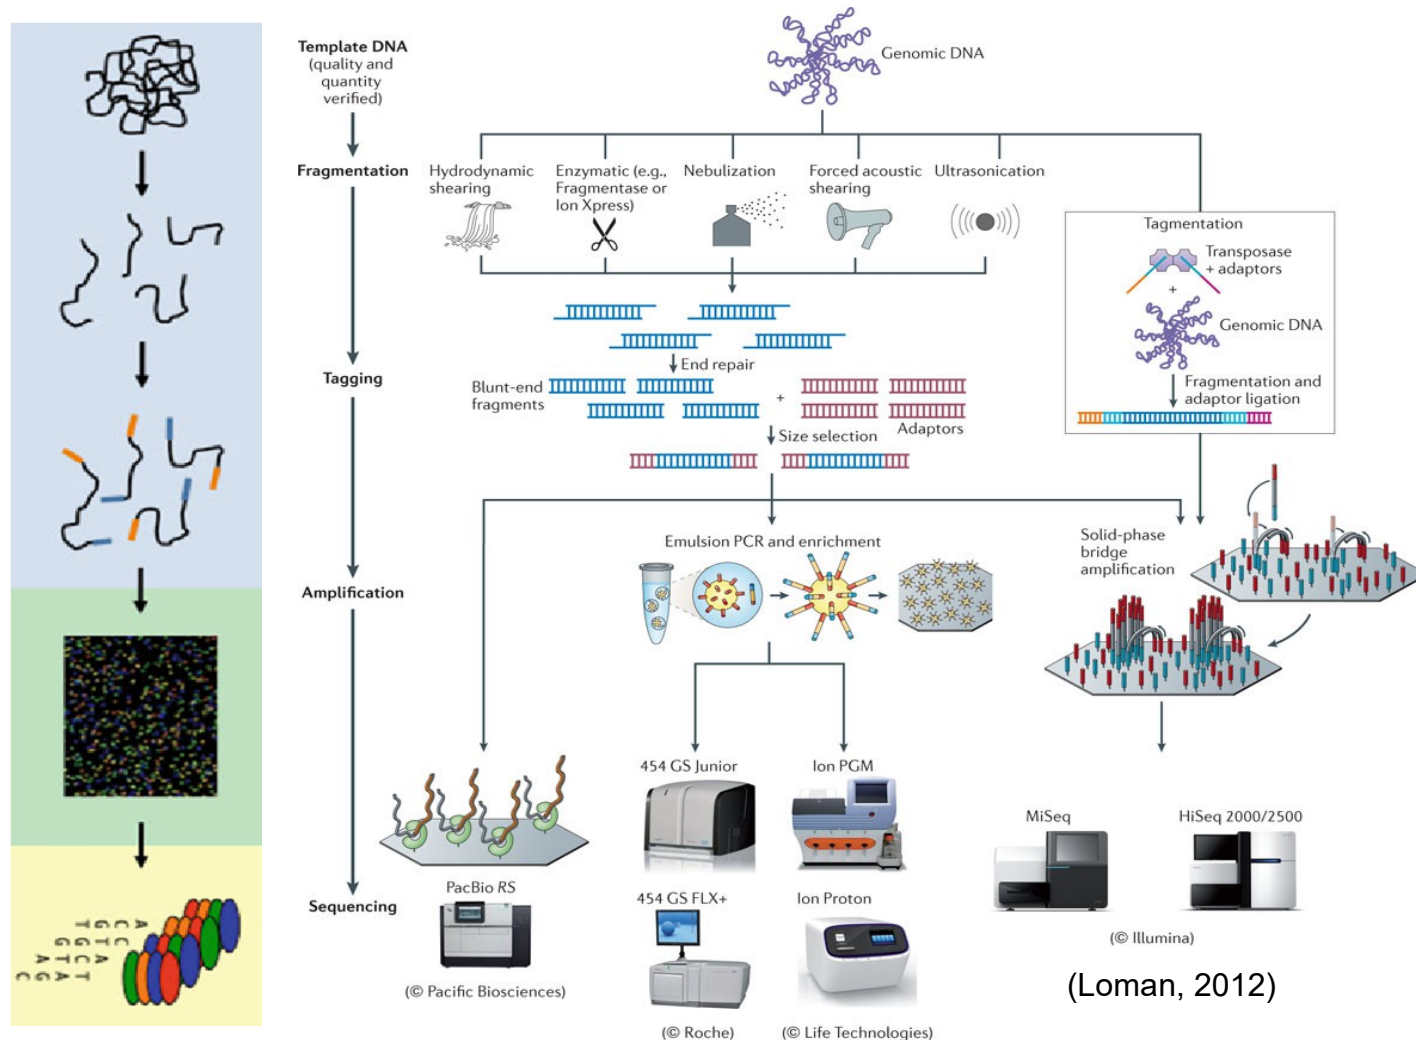 Template DNA
(quality and
quantity
verified)
Genomic DNA
Fragmentation
Hydrodynamic
shearing
Enzymatic (e.g.,
Fragmentase or
Ion Xpress)
Nebulization
Forced acoustic
shearing
Ultrasonication
Tagmentation
Transposase
+ adaptors
+
Genomic DNA
Fragmentation and
adaptor ligation
End repair
Tagging
Blunt-end
fragments
+
Adaptors
Size selection
Emulsion PCR and enrichment
Solid-phase
bridge
amplification
Amplification
454 GS Junior
Ion PGM
MiSeq
HiSeq 2000/2500
Sequencing
PacBio RS
454 GS FLX+
Ion Proton
(© Illumina)
(© Pacific Biosciences)
(© Roche)
(© Life Technologies)
(Loman, 2012)